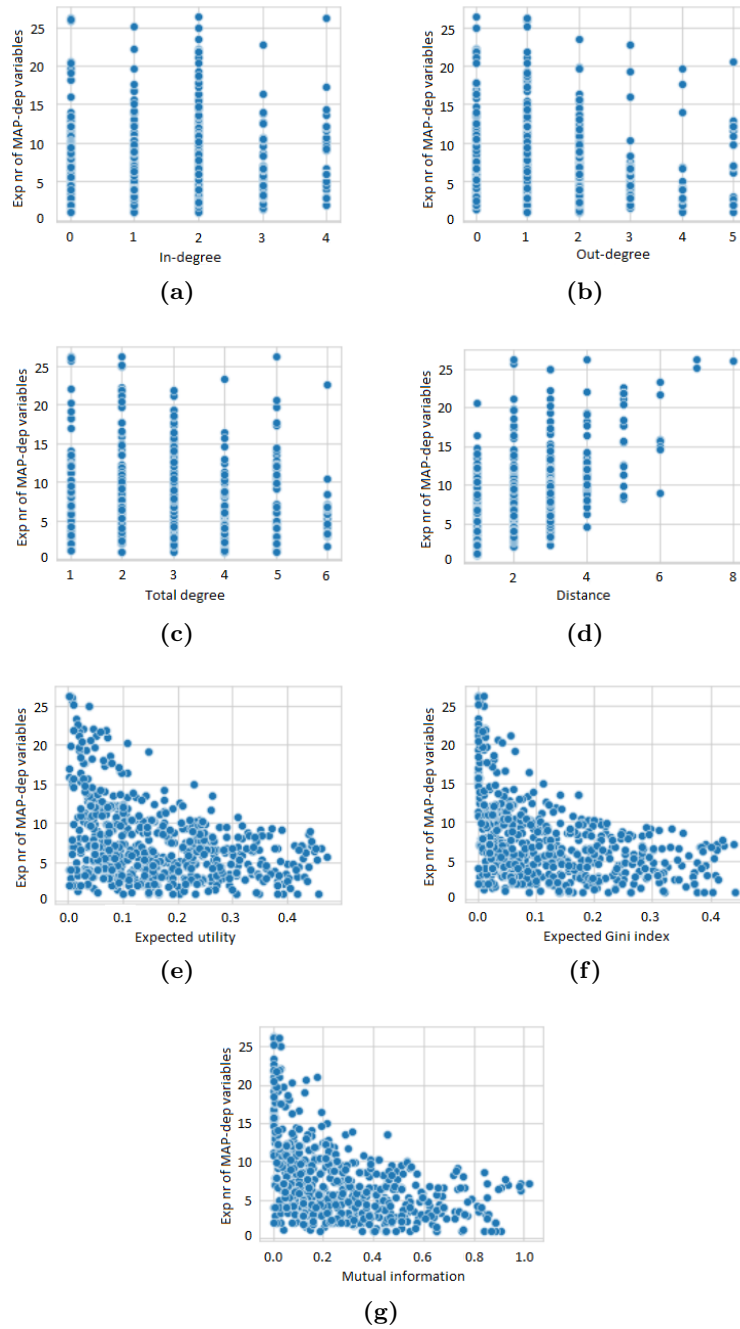 Exp nr of MAP-dep variables
25
20
15
10
5
0
0 1 2 3 4
In-degree
(a)
Exp nr of MAP-dep variables
25
20
15
10
5
0
0 1 2 3 4 5
Out-degree
(b)
Exp nr of MAP-dep variables
25
20
15
10
5
0
1 2 3 4 5 6
Total degree
(c)
Exp nr of MAP-dep variables
25
20
15
10
5
0
2 4 6 8
Distance
(d)
Exp nr of MAP-dep variables
25
20
15
10
5
0
0.0 0.1 0.2 0.3 0.4
Expected utility
(e)
Exp nr of MAP-dep variables
25
20
15
10
5
0
0.0 0.1 0.2 0.3 0.4
Expected Gini index
(f)
Exp nr of MAP-dep variables
25
20
15
10
5
0
0.0 0.2 0.4 0.6 0.8 1.0
Mutual information
(g)